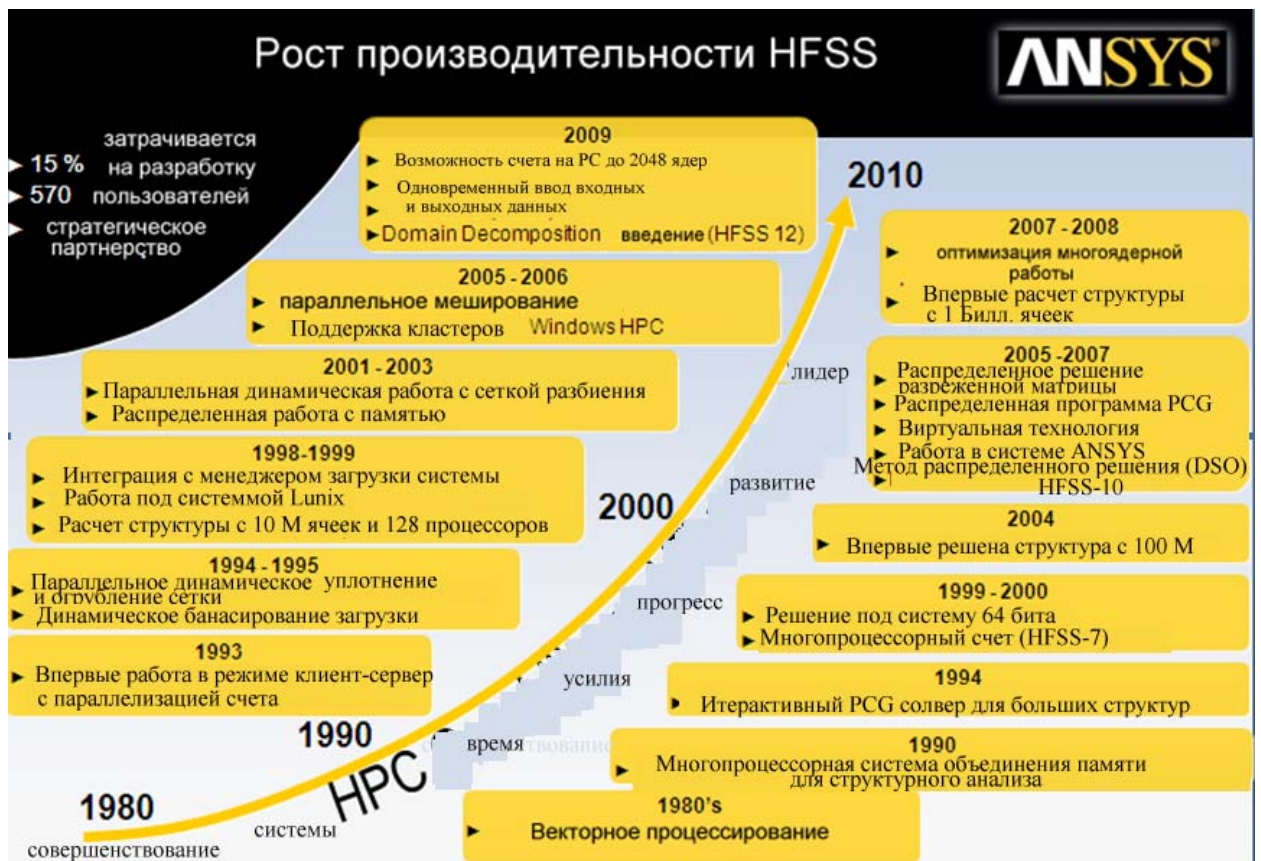 Рост производительности HFSS
ANSYS
затрачивается
15 % на разработку
570 пользователей
стратегическое
партнерство
2009
Возможность счета на PC до 2048 ядер
Одновременный ввод входных
и выходных данных
Domain Decomposition введение (HFSS 12)
2010
2007 - 2008
оптимизация многоядерной
работы
Впервые расчет структуры
с 1 Билл. ячеек
2005 - 2006
параллельное меширование
Поддержка кластеров Windows HPC
2001 - 2003
Параллельная динамическая работа с сеткой разбиения
Распределенная работа с памятью
лидер
2005 - 2007
Распределенное решение
разреженной матрицы
Распределенная программа PCG
Виртуальная технология
Работа в системе ANSYS
Метод распределенного решения (DSO)
HFSS-10
1998-1999
Интеграция с менеджером загрузки системы
Работа под системмой Lunix
Расчет структуры с 10 М ячеек и 128 процессоров
развитие
2000
2004
Впервые решена структура с 100 М
1994 - 1995
Параллельное динамическое уплотнение
и огрубление сетки
Динамическое банасирование загрузки
прогресс
1999 - 2000
Решение под систему 64 бита
Многопроцессорный счет (HFSS-7)
1993
Впервые работа в режиме клиент-сервер
с параллелизацией счета
усилия
1994
Итерактивный PCG солвер для больших структур
1990
HPC
время
1990
Многопроцессорная система объединения памяти
для структурного анализа
1980
системы
совершенствование
1980's
Векторное процессирование